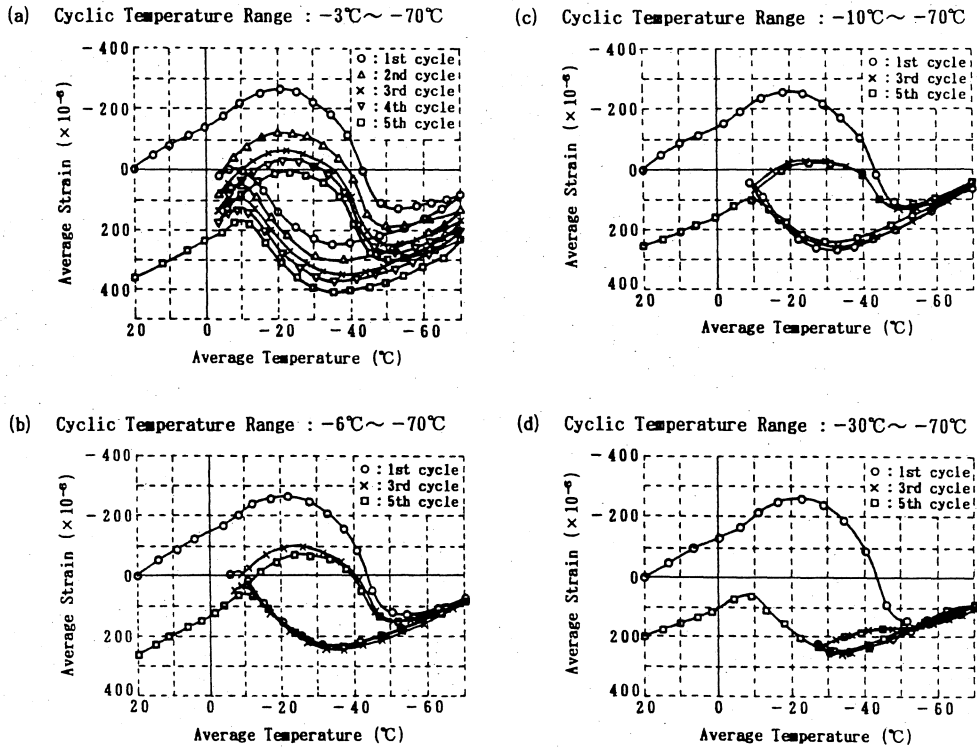 (a) Cyclic Temperature Range : -3℃～ -70℃
- 400
- 200
0
200
400
20 0 - 20 - 40 - 60
Average Strain (×10⁻⁶)
Average Temperature (℃)
○ : 1st cycle
△ : 2nd cycle
× : 3rd cycle
▽ : 4th cycle
□ : 5th cycle
(c) Cyclic Temperature Range : -10℃～ -70℃
- 400
- 200
0
200
400
20 0 - 20 - 40 - 60
Average Strain (×10⁻⁶)
Average Temperature (℃)
○ : 1st cycle
× : 3rd cycle
□ : 5th cycle
(b) Cyclic Temperature Range : -6℃～ -70℃
- 400
- 200
0
200
400
20 0 - 20 - 40 - 60
Average Strain (×10⁻⁶)
Average Temperature (℃)
○ : 1st cycle
× : 3rd cycle
□ : 5th cycle
(d) Cyclic Temperature Range : -30℃～ -70℃
- 400
- 200
0
200
400
20 0 - 20 - 40 - 60
Average Strain (×10⁻⁶)
Average Temperature (℃)
○ : 1st cycle
× : 3rd cycle
□ : 5th cycle